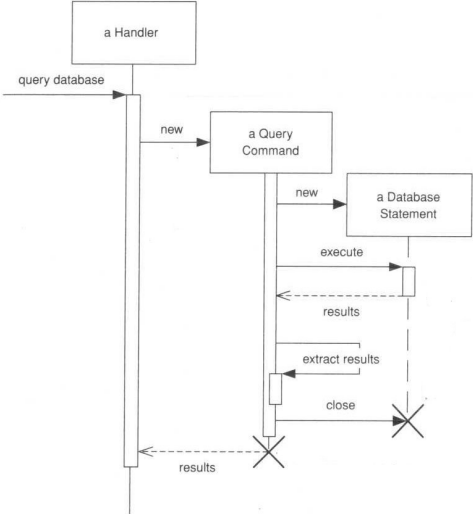 a Handler
query database
new
a Query
Command
new
a Database
Statement
execute
results
extract results
close
results